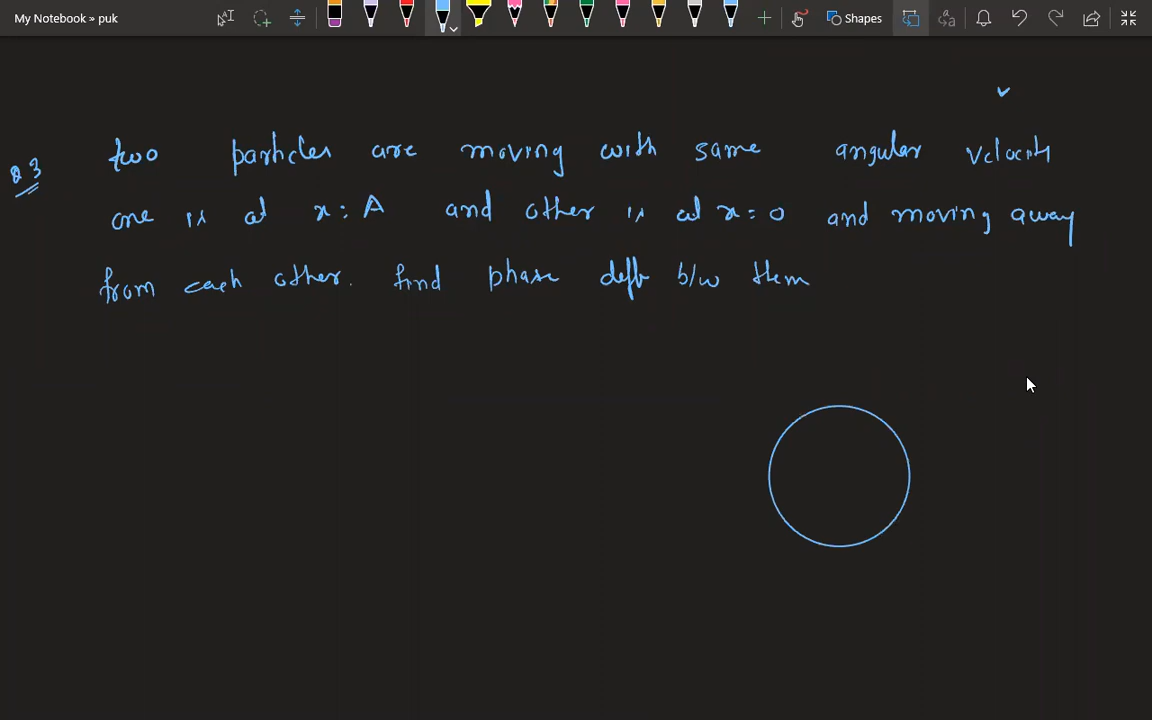 My Notebook » puk
Shapes
Q 3
two particles are moving with same angular velocity
one is at x = A and other is at x = 0 and moving away
from each other. find phase diff b/w them